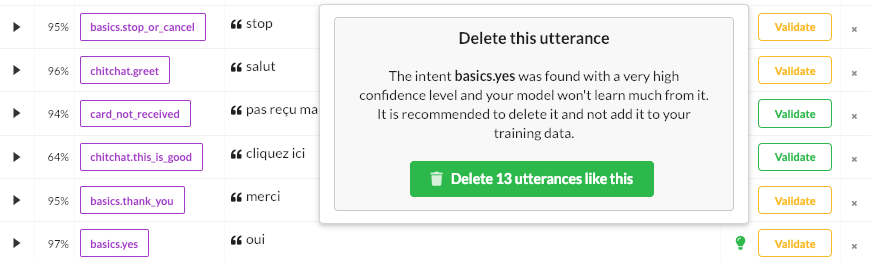 95% basics.stop_or_cancel stop Validate
96% chitchat.greet salut Validate
94% card_not_received pas reçu ma Validate
64% chitchat.this_is_good cliquez ici Validate
95% basics.thank_you merci Validate
97% basics.yes oui Validate
Delete this utterance
The intent basics.yes was found with a very high
confidence level and your model won't learn much from it.
It is recommended to delete it and not add it to your
training data.
Delete 13 utterances like this